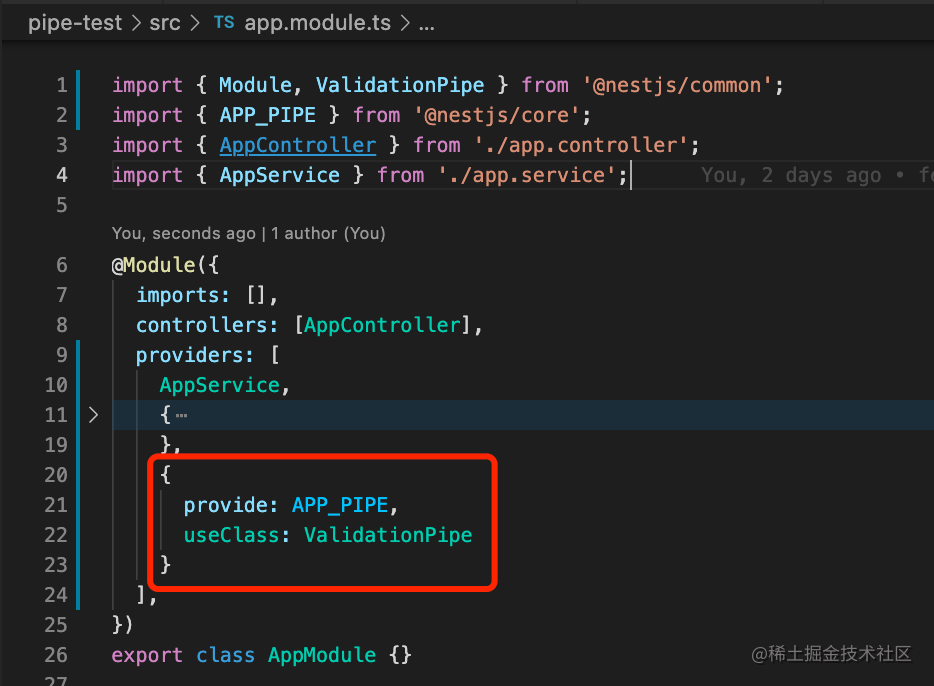 pipe-test > src > TS app.module.ts > ...
1 import { Module, ValidationPipe } from '@nestjs/common';
2 import { APP_PIPE } from '@nestjs/core';
3 import { AppController } from './app.controller';
4 import { AppService } from './app.service'; You, 2 days ago •
5
You, seconds ago | 1 author (You)
6 @Module({
7 imports: [],
8 controllers: [AppController],
9 providers: [
10 AppService,
11 > {…
19 },
20 {
21 provide: APP_PIPE,
22 useClass: ValidationPipe
23 }
24 ],
25 })
26 export class AppModule {}
27
@稀土掘金技术社区